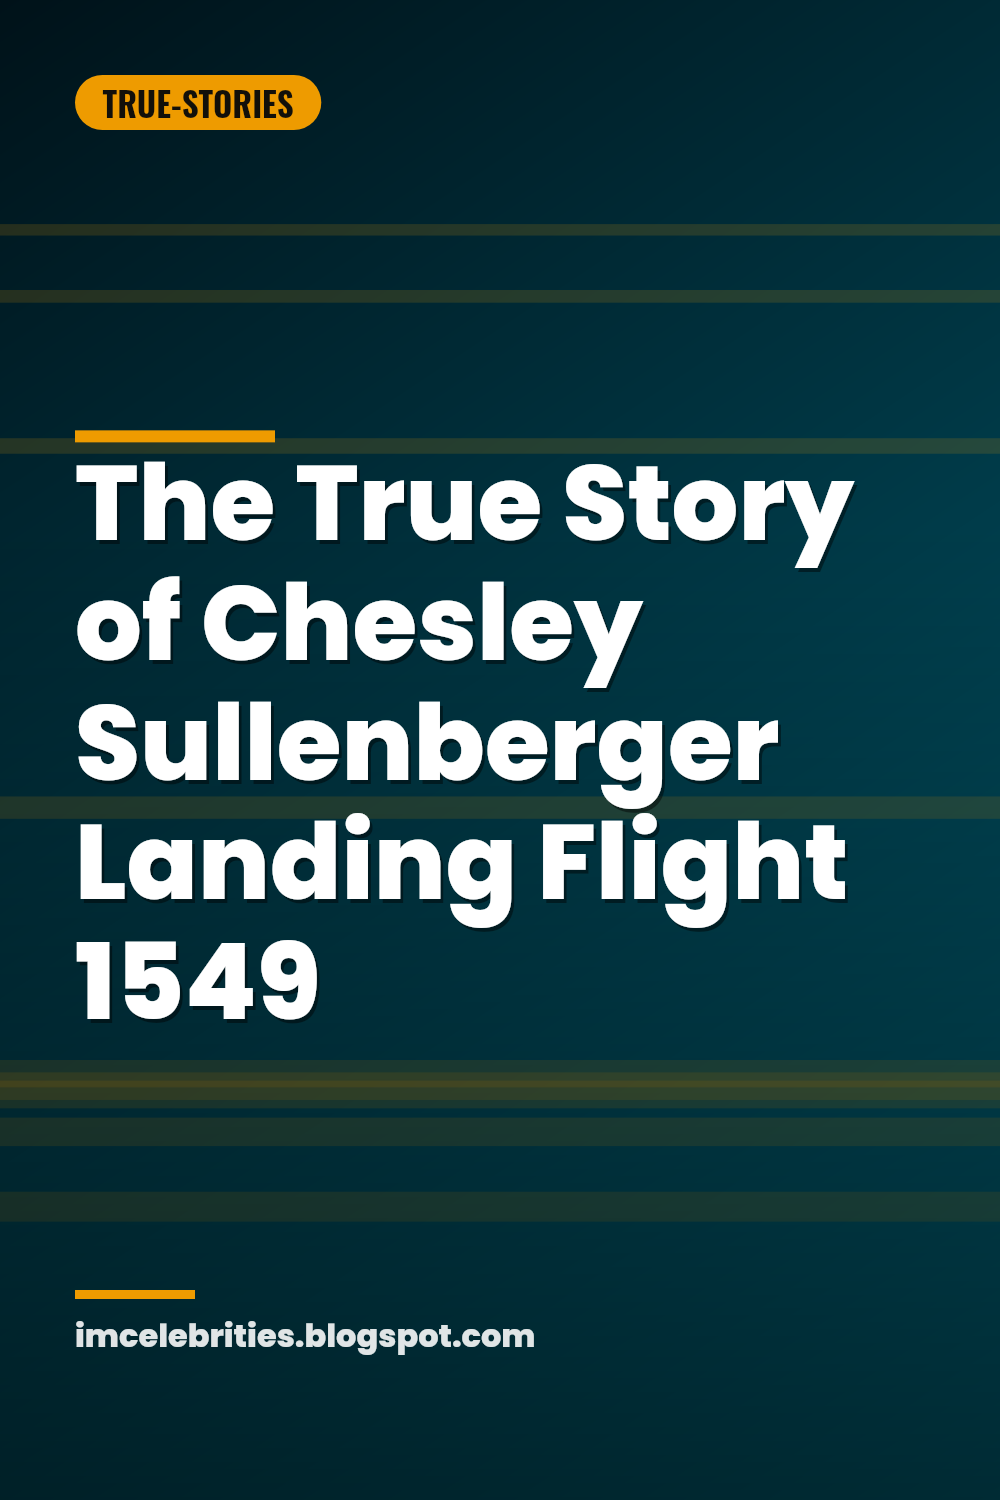 TRUE-STORIES
The True Story
of Chesley
Sullenberger
Landing Flight
1549
imcelebrities.blogspot.com